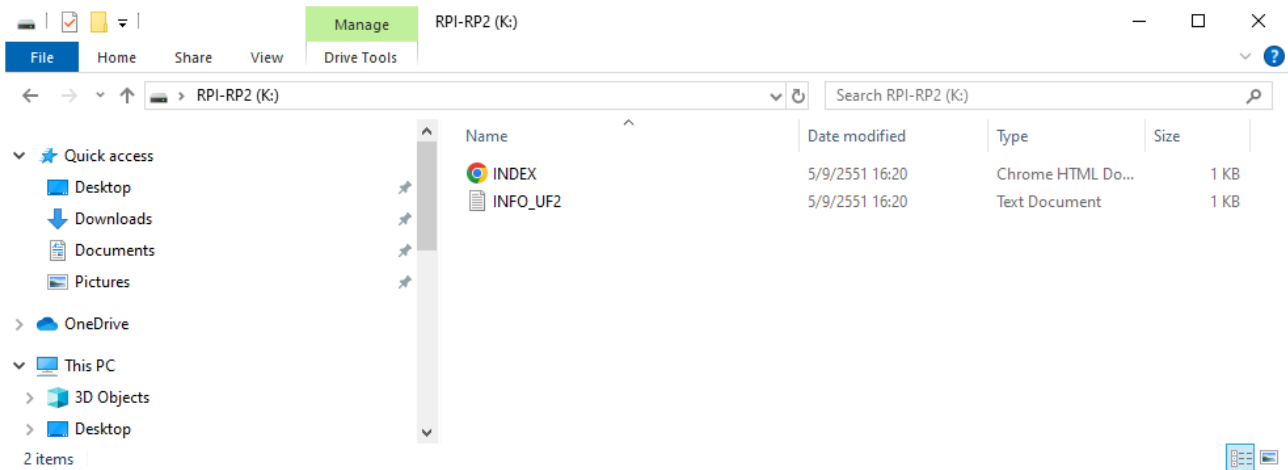 Manage RPI-RP2 (K:)
File Home Share View Drive Tools
RPI-RP2 (K:) Search RPI-RP2 (K:)
Name Date modified Type Size
Quick access
Desktop
Downloads
Documents
Pictures
OneDrive
This PC
3D Objects
Desktop
INDEX 5/9/2551 16:20 Chrome HTML Do... 1 KB
INFO_UF2 5/9/2551 16:20 Text Document 1 KB
2 items